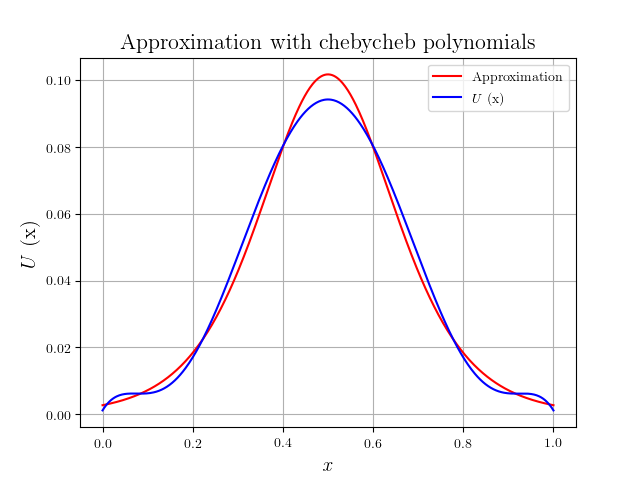 Approximation with chebycheb polynomials
Approximation
U (x)
0.10
0.08
0.06
0.04
0.02
0.00
U (x)
0.0 0.2 0.4 0.6 0.8 1.0
x